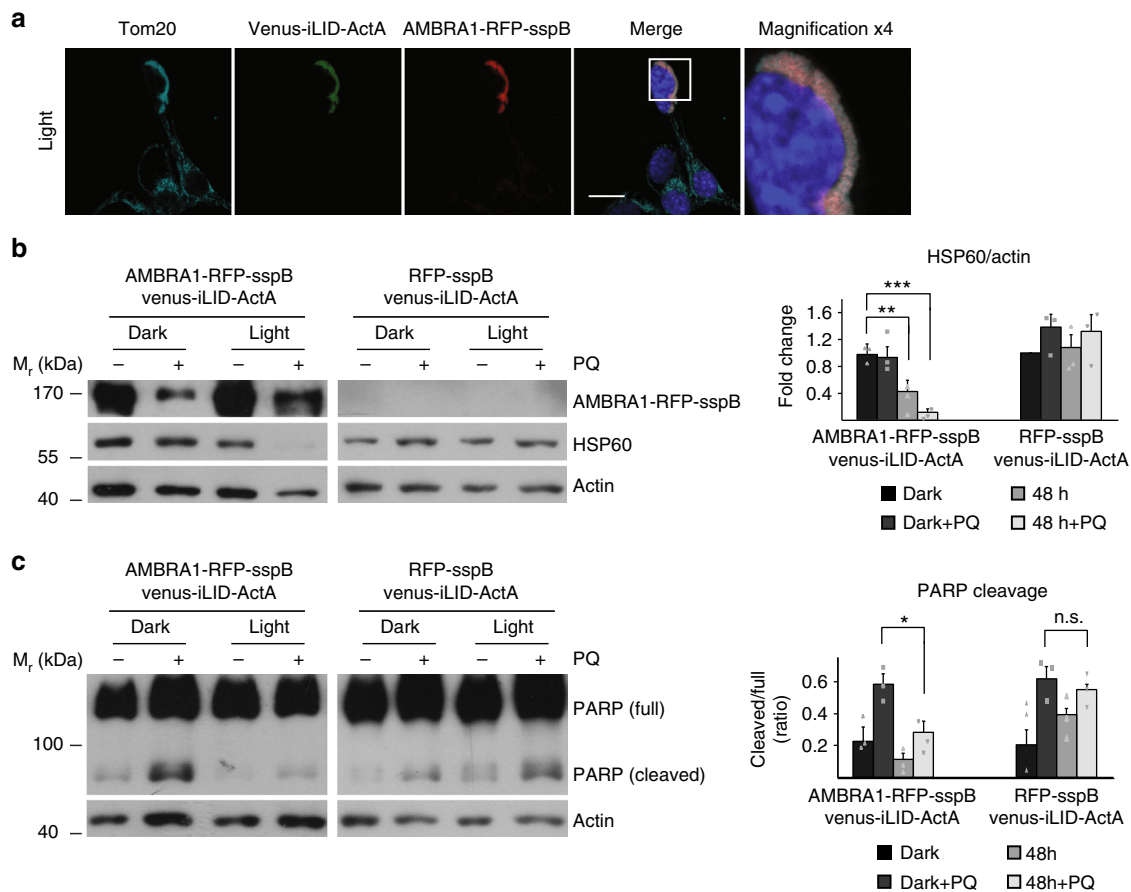 a
Tom20 Venus-iLID-ActA AMBRA1-RFP-sspB Merge Magnification x4
Light
b
AMBRA1-RFP-sspB
venus-iLID-ActA
RFP-sspB
venus-iLID-ActA
Dark Light Dark Light
Mr (kDa) – + – + – + – + PQ
170 AMBRA1-RFP-sspB
HSP60
55
Actin
40
HSP60/actin
***
**
Fold change
1.6
1.2
0.8
0.4
AMBRA1-RFP-sspB
venus-iLID-ActA
RFP-sspB
venus-iLID-ActA
Dark 48 h
Dark+PQ 48 h+PQ
c
AMBRA1-RFP-sspB
venus-iLID-ActA
RFP-sspB
venus-iLID-ActA
Dark Light Dark Light
Mr (kDa) – + – + – + – + PQ
PARP (full)
100
PARP (cleaved)
Actin
40
PARP cleavage
* n.s.
Cleaved/full
(ratio)
0.6
0.4
0.2
AMBRA1-RFP-sspB
venus-iLID-ActA
RFP-sspB
venus-iLID-ActA
Dark 48h
Dark+PQ 48h+PQ